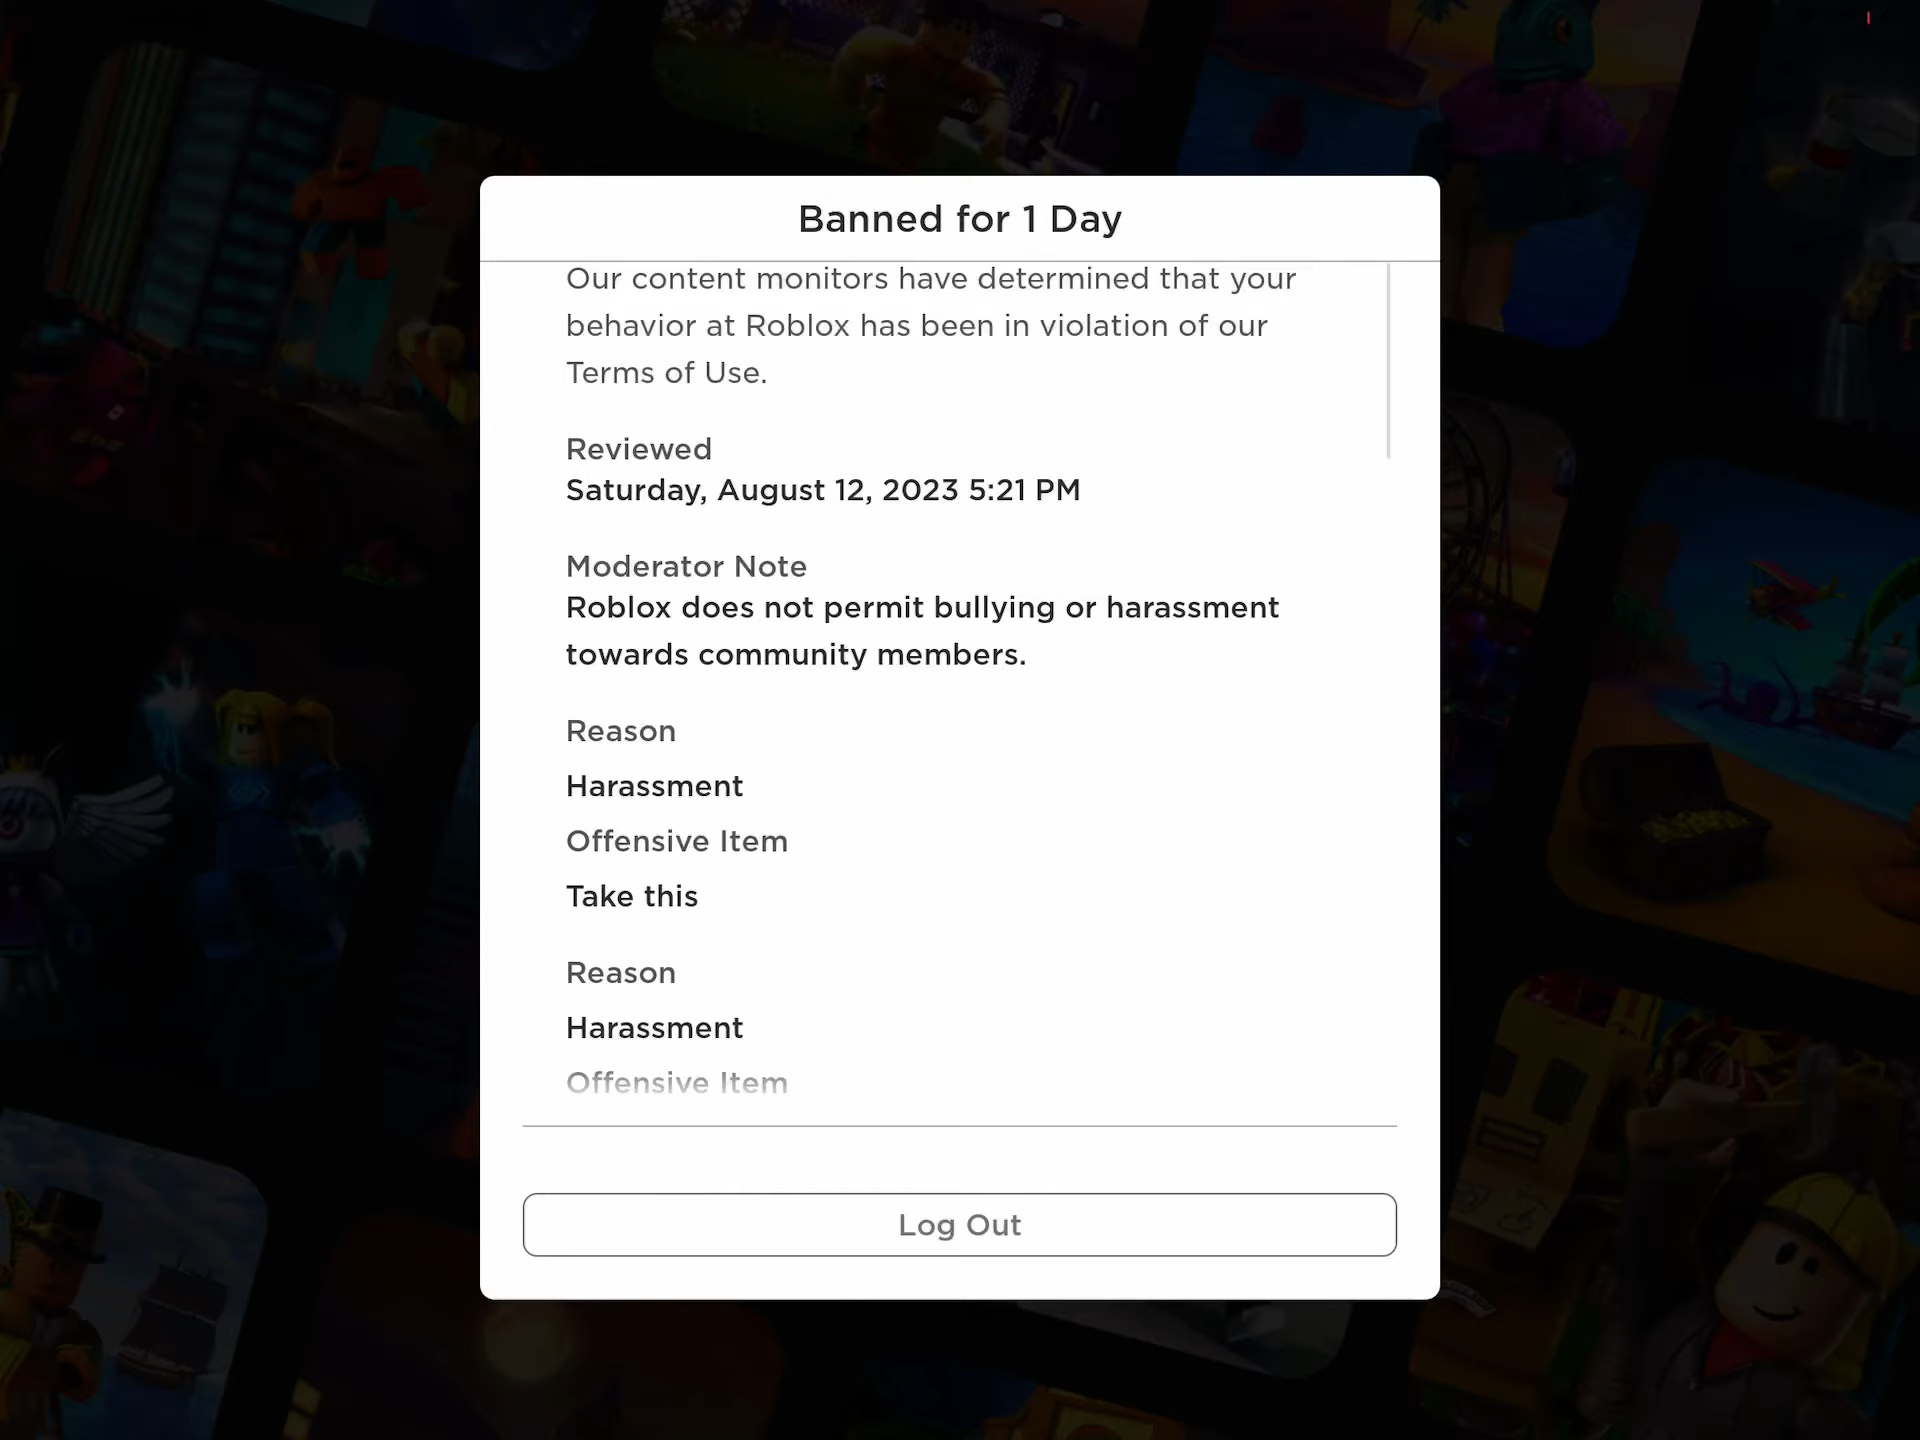 Banned for 1 Day
Our content monitors have determined that your
behavior at Roblox has been in violation of our
Terms of Use.
Reviewed
Saturday, August 12, 2023 5:21 PM
Moderator Note
Roblox does not permit bullying or harassment
towards community members.
Reason
Harassment
Offensive Item
Take this
Reason
Harassment
Offensive Item
Log Out